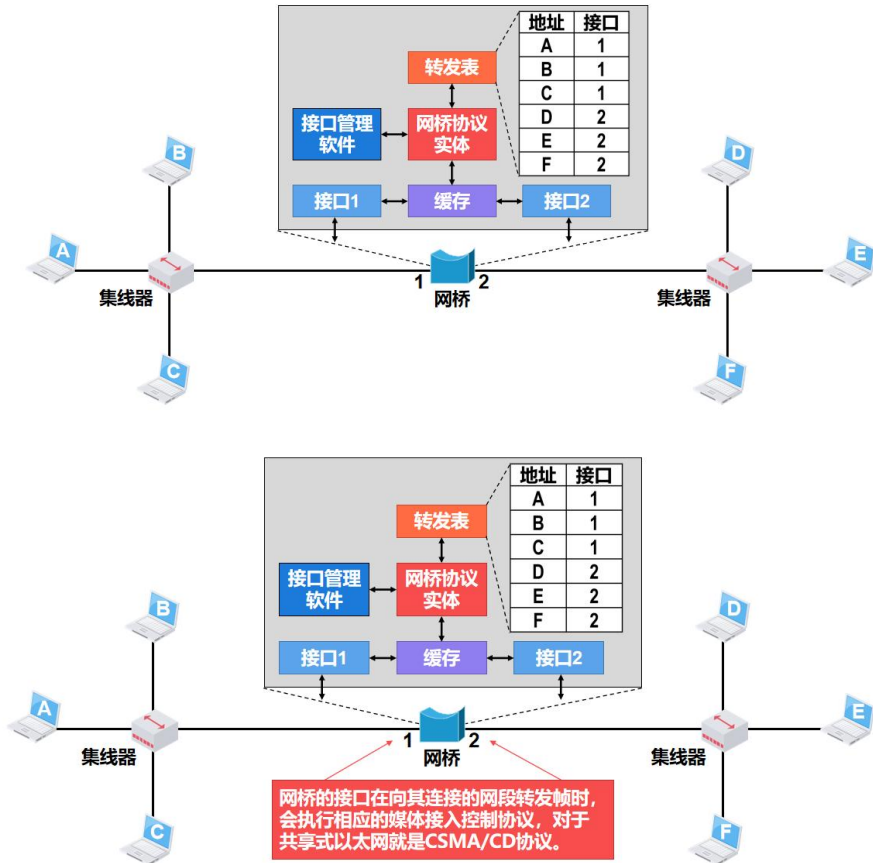 地址 接口
A 1
B 1
C 1
D 2
E 2
F 2
转发表
接口管理
软件
网桥协议
实体
接口1
缓存
接口2
B
D
A
E
1
2
集线器
网桥
集线器
C
F
地址 接口
A 1
B 1
C 1
D 2
E 2
F 2
转发表
接口管理
软件
网桥协议
实体
接口1
缓存
接口2
B
D
A
E
1
2
集线器
网桥
集线器
C
F
网桥的接口在向其连接的网段转发帧时，
会执行相应的媒体接入控制协议，对于
共享式以太网就是CSMA/CD协议。